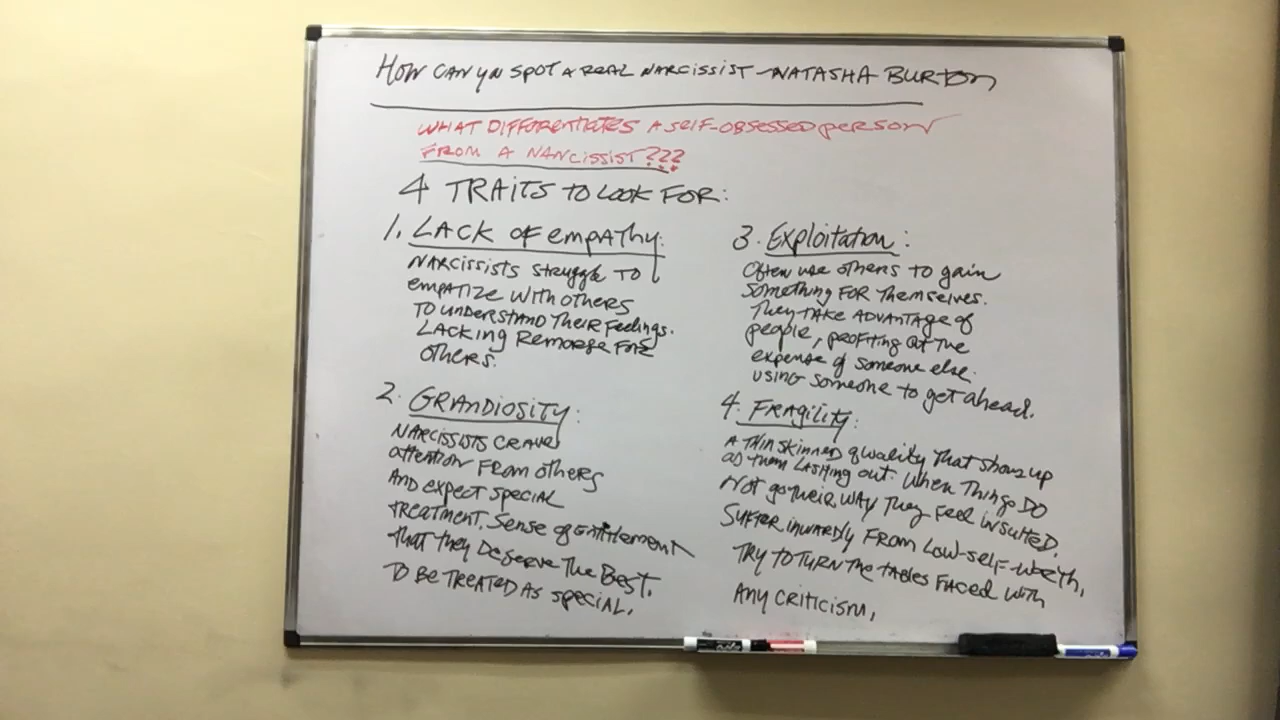 HOW CAN YOU SPOT A REAL NARCISSIST - NATASHA BURTON
WHAT DIFFERENTIATES A SELF-OBSESSED PERSON
FROM A NARCISSIST???
4 TRAITS TO LOOK FOR:
1. LACK OF EMPATHY:
NARCISSISTS STRUGGLE TO
EMPATIZE WITH OTHERS
TO UNDERSTAND THEIR FEELINGS.
LACKING REMORSE FOR
OTHERS.
2. GRANDIOSITY:
NARCISSISTS CRAVE
ATTENTION FROM OTHERS
AND EXPECT SPECIAL
TREATMENT. SENSE OF ENTITLEMENT
THAT THEY DESERVE THE BEST.
TO BE TREATED AS SPECIAL.
3. Exploitation:
Often use others to gain
something FOR Themselves.
They TAKE ADVANTAGE of
people, profiting at THE
expense of someone else.
using someone to get ahead.
4. FRAGILITY:
A THIN SKINNED quality THAT shows up
as them LASHING out. WHEN THINGS DO
NOT go THEIR WAY They Feel insulted.
SUFFER INWARDLY FROM LOW-SELF-WORTH,
TRY TO TURN THE TABLES FACED WITH
ANY CRITICISM.